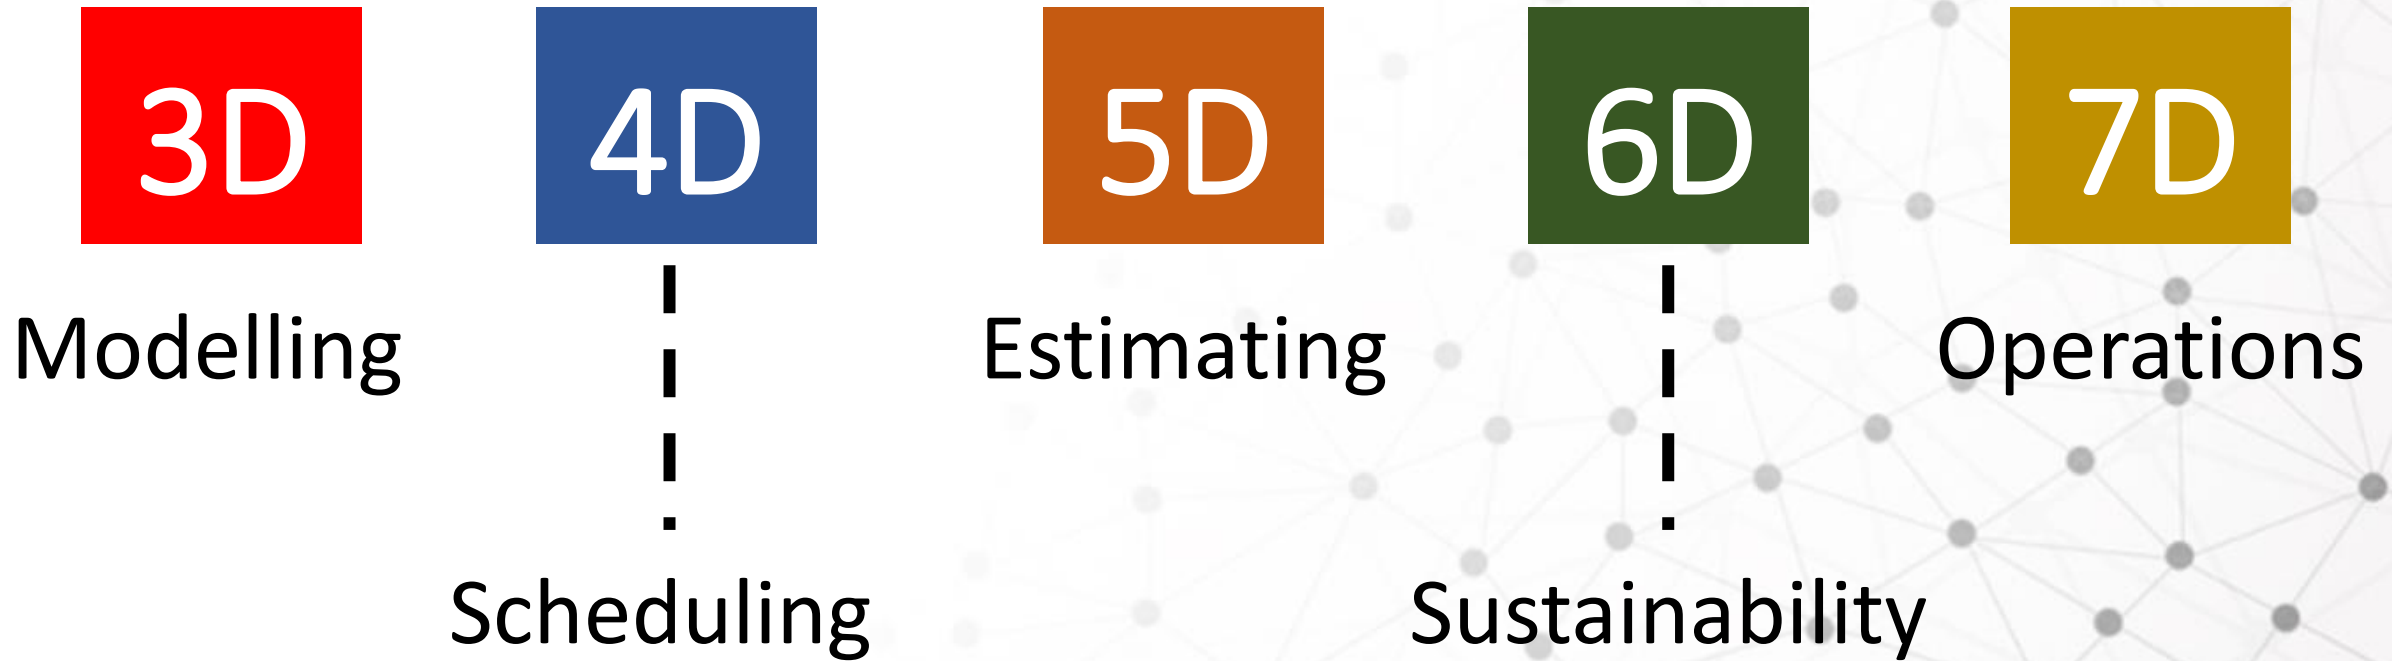 3D 4D 5D 6D 7D
Modelling Estimating Operations
Scheduling Sustainability